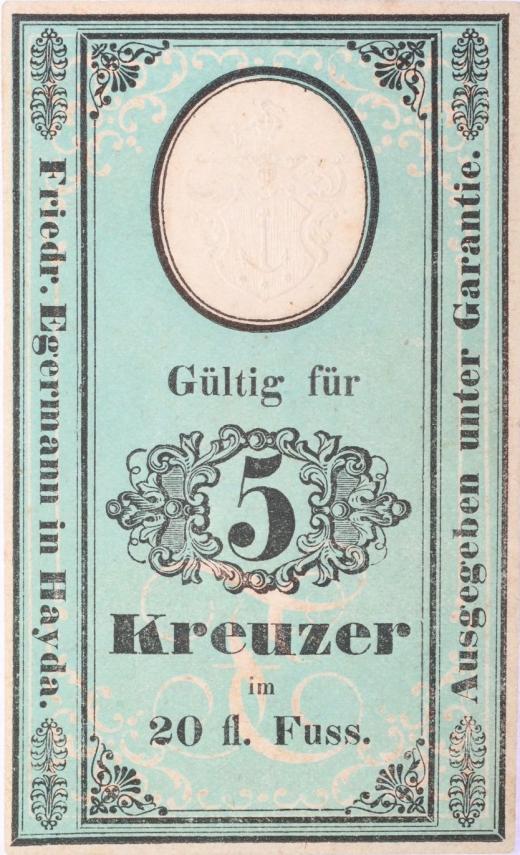 Gültig für
5
Kreuzer
im
20 fl. Fuss.
Friedr. Egermann in Hayda.
Ausgegeben unter Garantie.